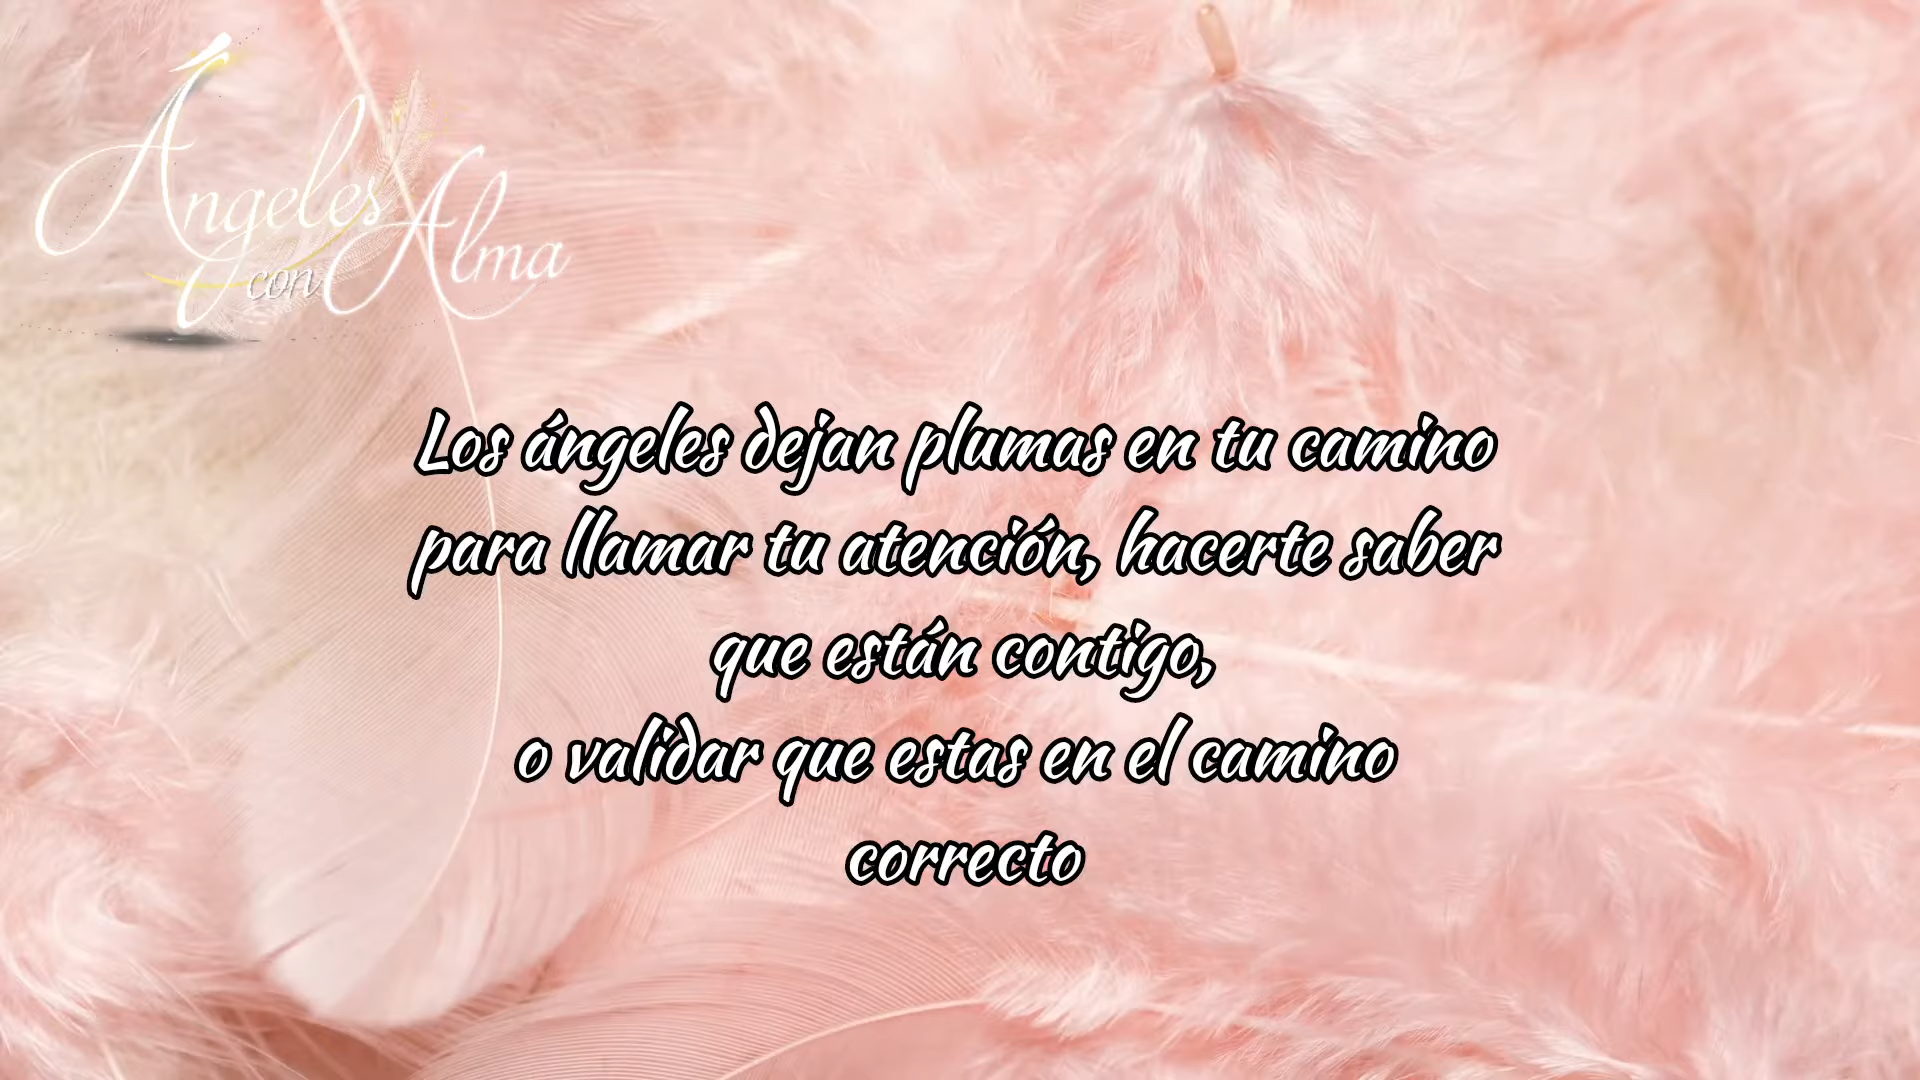 Ángeles
con Alma
Los ángeles dejan plumas en tu camino
para llamar tu atención, hacerte saber
que están contigo,
o validar que estas en el camino
correcto